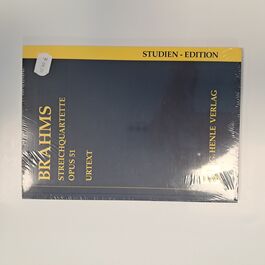 STUDIEN - EDITION
BRAHMS
STREICHQUARTETTE
OPUS 51
URTEXT
HENLE VERLAG